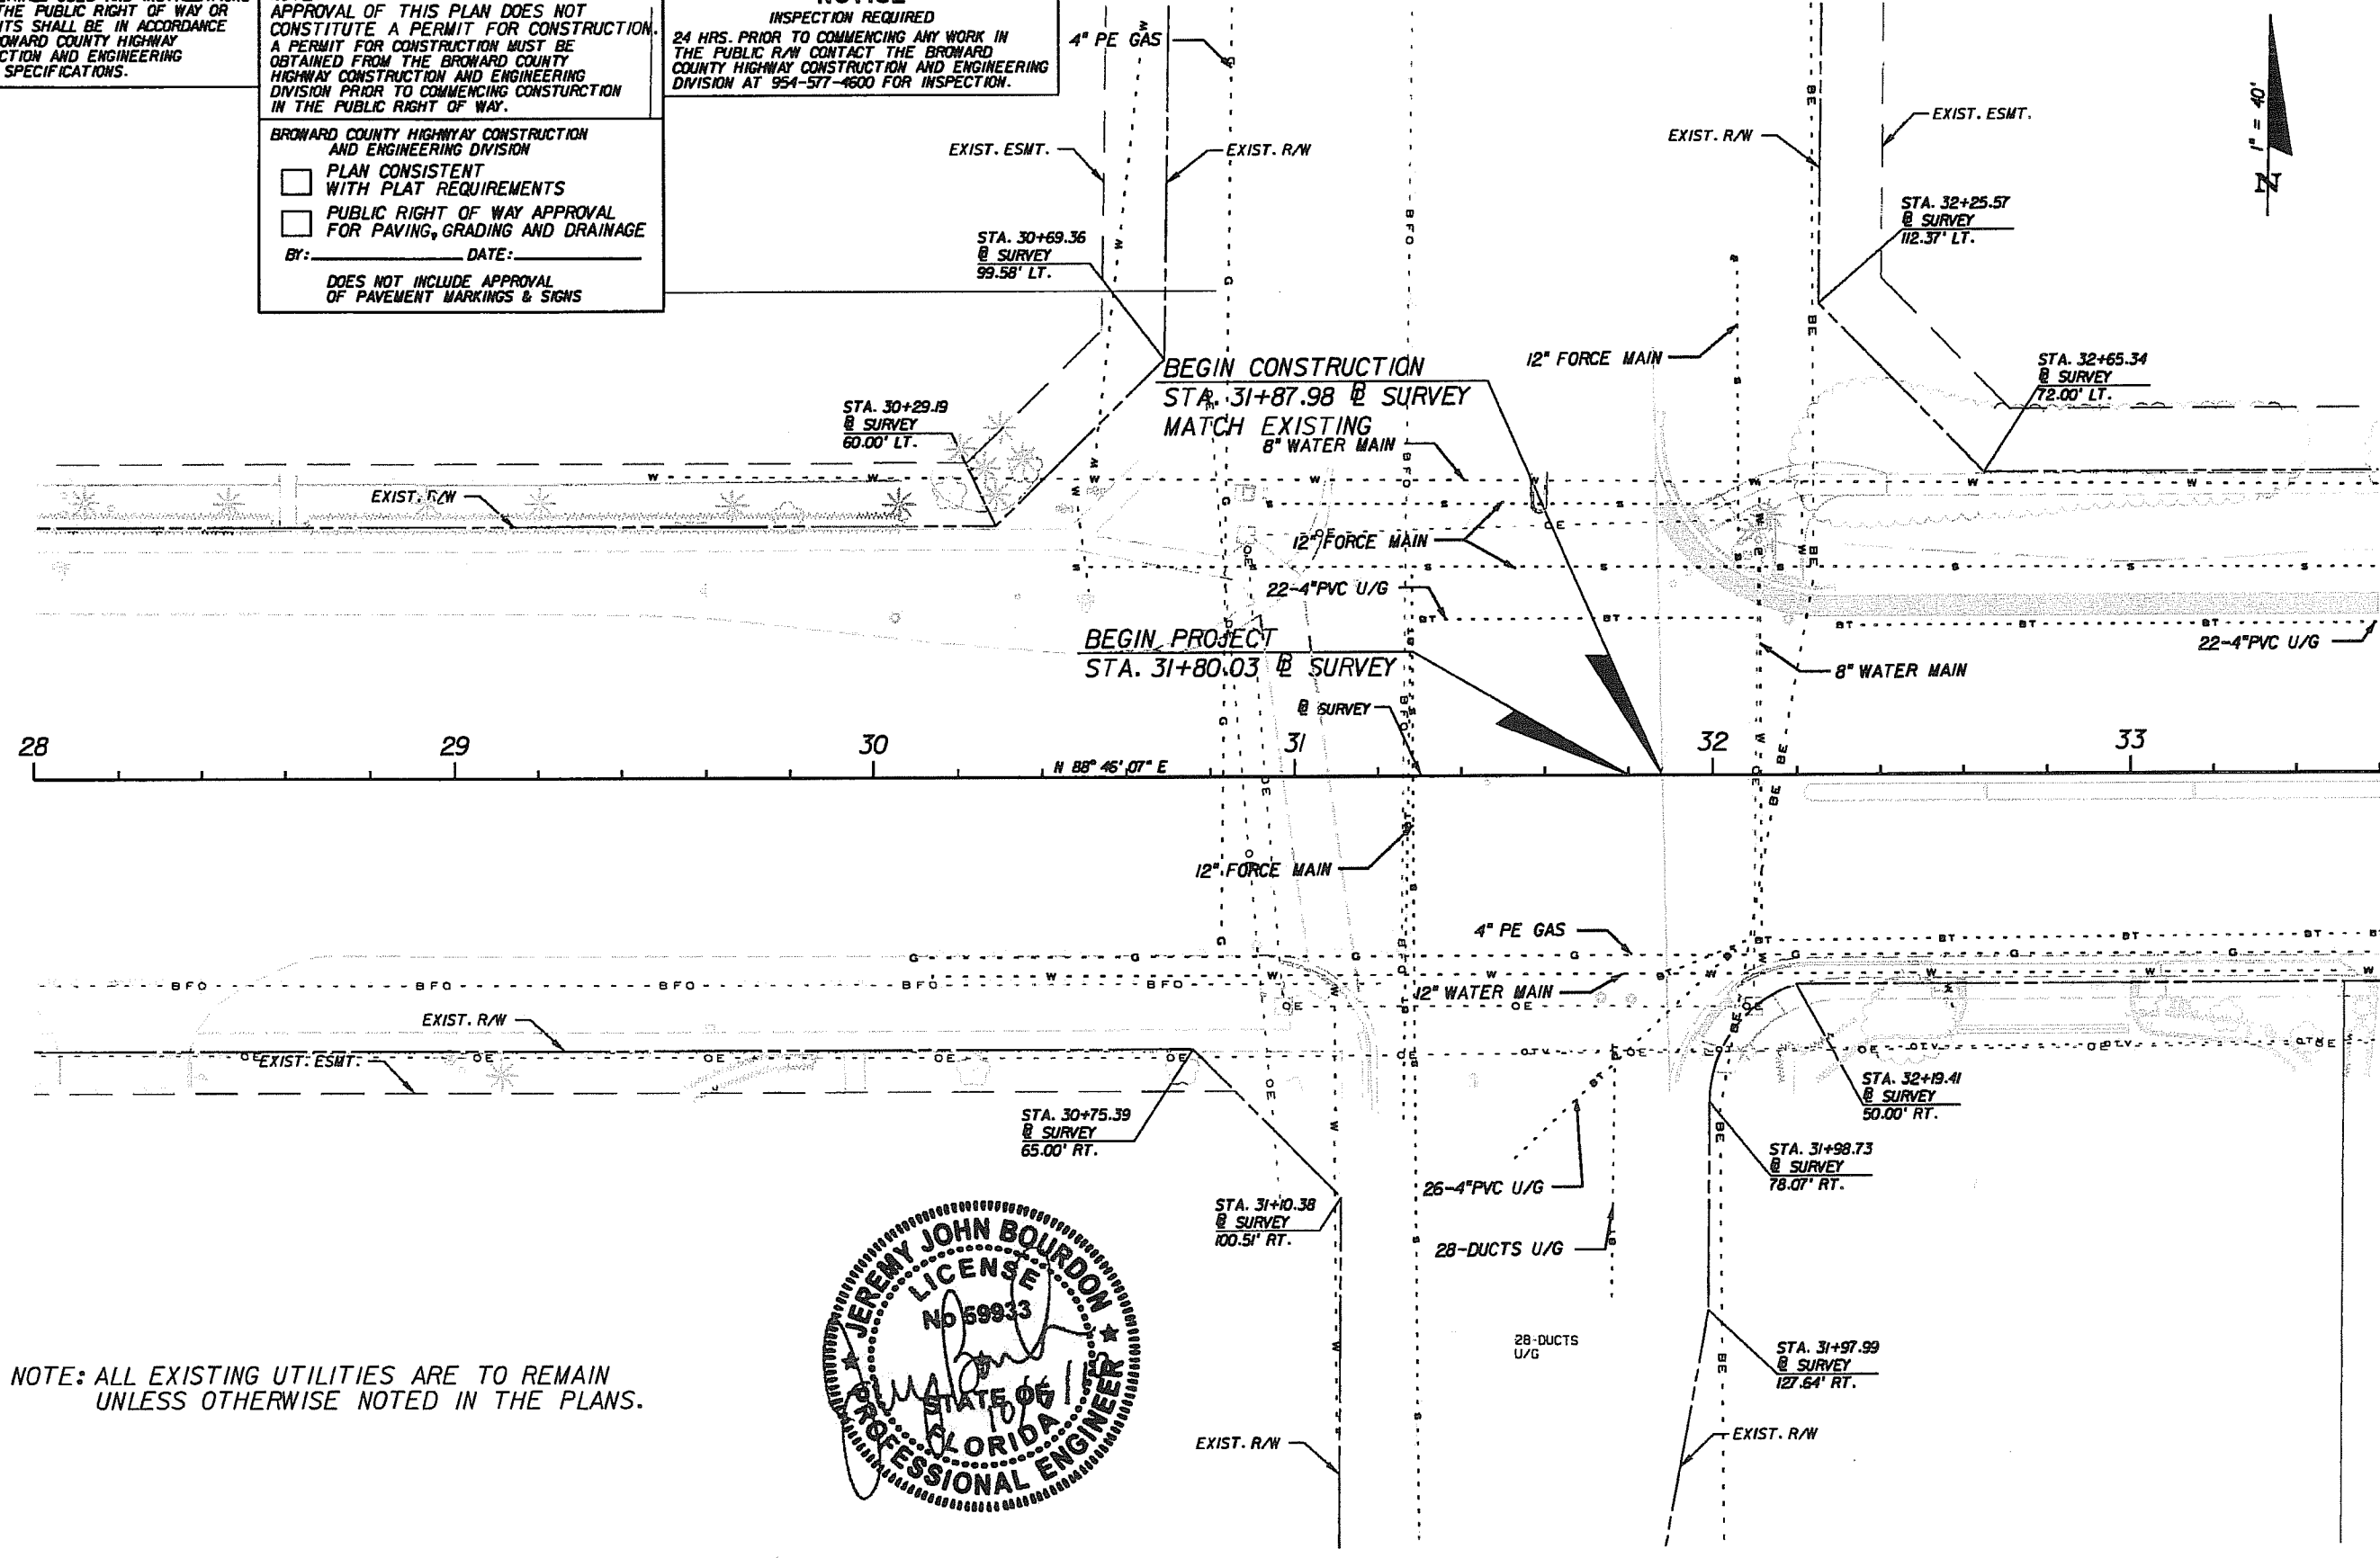 THE PUBLIC RIGHT OF WAY OR
SHALL BE IN ACCORDANCE
COUNTY HIGHWAY
AND ENGINEERING
SPECIFICATIONS.
APPROVAL OF THIS PLAN DOES NOT
CONSTITUTE A PERMIT FOR CONSTRUCTION.
A PERMIT FOR CONSTRUCTION MUST BE
OBTAINED FROM THE BROWARD COUNTY
HIGHWAY CONSTRUCTION AND ENGINEERING
DIVISION PRIOR TO COMMENCING CONSTURCTION
IN THE PUBLIC RIGHT OF WAY.
BROWARD COUNTY HIGHWYAY CONSTRUCTION
AND ENGINEERING DIVISION
PLAN CONSISTENT
WITH PLAT REQUIREMENTS
PUBLIC RIGHT OF WAY APPROVAL
FOR PAVING, GRADING AND DRAINAGE
BY: DATE:
DOES NOT INCLUDE APPROVAL
OF PAVEMENT MARKINGS & SIGNS
NOTICE
INSPECTION REQUIRED
24 HRS. PRIOR TO COMMENCING ANY WORK IN
THE PUBLIC R/W CONTACT THE BROWARD
COUNTY HIGHWAY CONSTRUCTION AND ENGINEERING
DIVISION AT 954-577-4600 FOR INSPECTION.
4" PE GAS
EXIST. ESMT.
EXIST. R/W
EXIST. R/W
EXIST. ESMT.
1" = 40'
N
STA. 30+69.36
SURVEY
99.58' LT.
STA. 32+25.57
SURVEY
112.37' LT.
STA. 30+29.19
SURVEY
60.00' LT.
BEGIN CONSTRUCTION
STA. 31+87.98 SURVEY
MATCH EXISTING
12" FORCE MAIN
STA. 32+65.34
SURVEY
72.00' LT.
8" WATER MAIN
EXIST. R/W
12" FORCE MAIN
22-4"PVC U/G
BEGIN PROJECT
STA. 31+80.03 SURVEY
22-4"PVC U/G
8" WATER MAIN
SURVEY
28 29 30 31 32 33
N 88° 46' 07" E
12" FORCE MAIN
4" PE GAS
12" WATER MAIN
EXIST. R/W
EXIST. ESMT.
STA. 30+75.39
SURVEY
65.00' RT.
STA. 32+19.41
SURVEY
50.00' RT.
STA. 31+98.73
SURVEY
78.07' RT.
26-4"PVC U/G
STA. 31+10.38
SURVEY
100.51' RT.
28-DUCTS U/G
28-DUCTS
U/G
STA. 31+97.99
SURVEY
127.64' RT.
JEREMY JOHN BOURDON
LICENSE
No 59933
STATE OF
FLORIDA
PROFESSIONAL ENGINEER
NOTE: ALL EXISTING UTILITIES ARE TO REMAIN
UNLESS OTHERWISE NOTED IN THE PLANS.
EXIST. R/W
EXIST. R/W